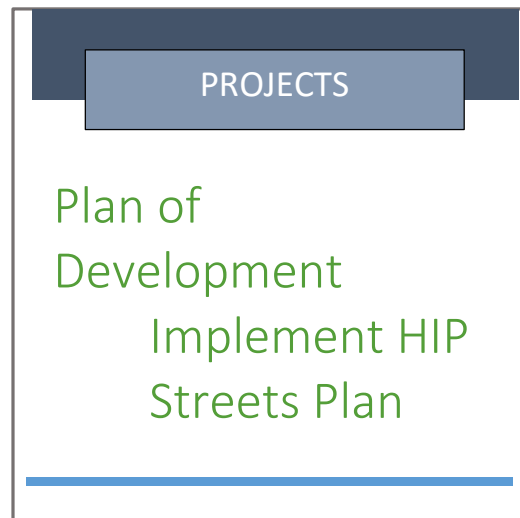 PROJECTS
Plan of
Development
Implement HIP
Streets Plan